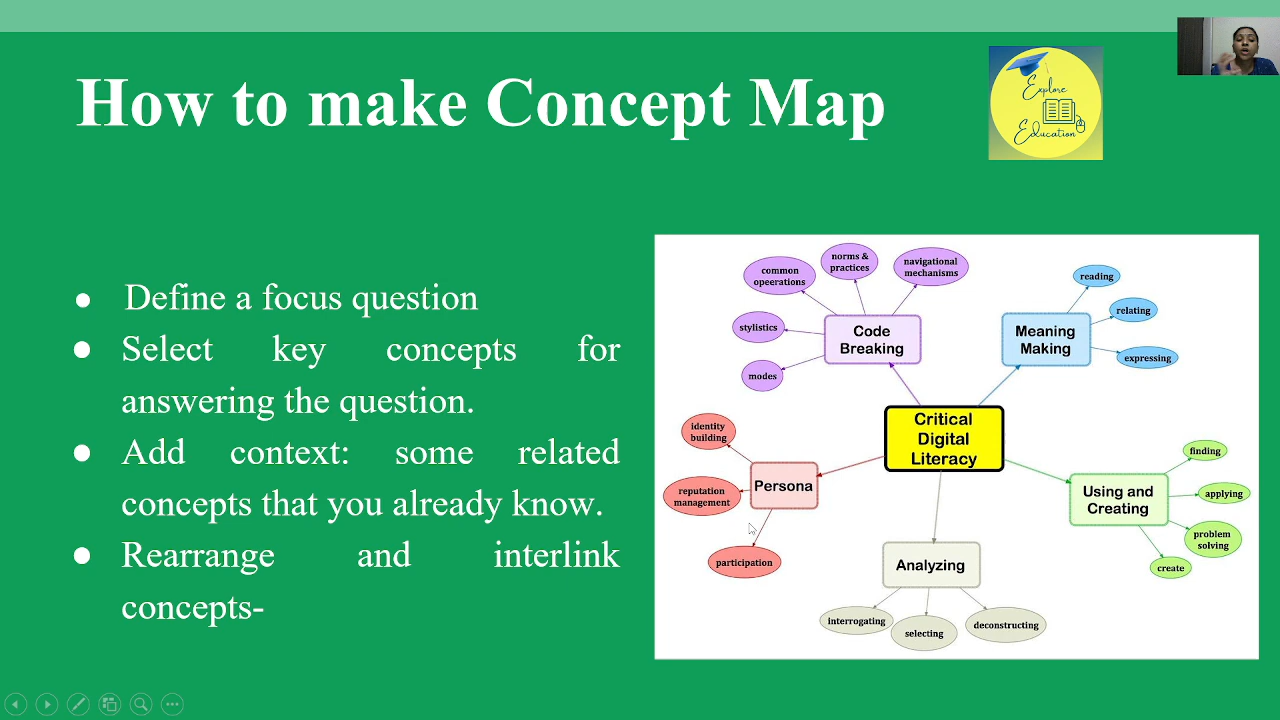 How to make Concept Map
Explore
Education
● Define a focus question
● Select key concepts for
answering the question.
● Add context: some related
concepts that you already know.
● Rearrange and interlink
concepts-
common
opeerations
norms &
practices
navigational
mechanisms
stylistics
modes
Code
Breaking
reading
relating
expressing
Meaning
Making
Critical
Digital
Literacy
identity
building
reputation
management
participation
Persona
finding
applying
problem
solving
create
Using and
Creating
Analyzing
interrogating
selecting
deconstructing